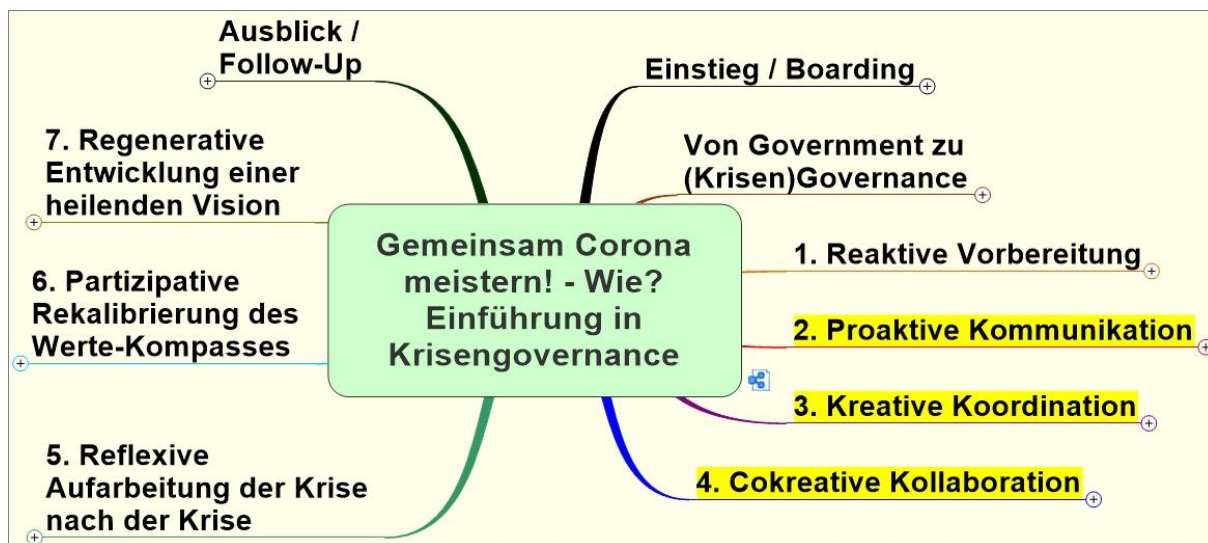 Gemeinsam Corona
meistern! - Wie?
Einführung in
Krisengovernance
Einstieg / Boarding
Von Government zu
(Krisen)Governance
1. Reaktive Vorbereitung
2. Proaktive Kommunikation
3. Kreative Koordination
4. Cokreative Kollaboration
5. Reflexive
Aufarbeitung der Krise
nach der Krise
6. Partizipative
Rekalibrierung des
Werte-Kompasses
7. Regenerative
Entwicklung einer
heilenden Vision
Ausblick /
Follow-Up